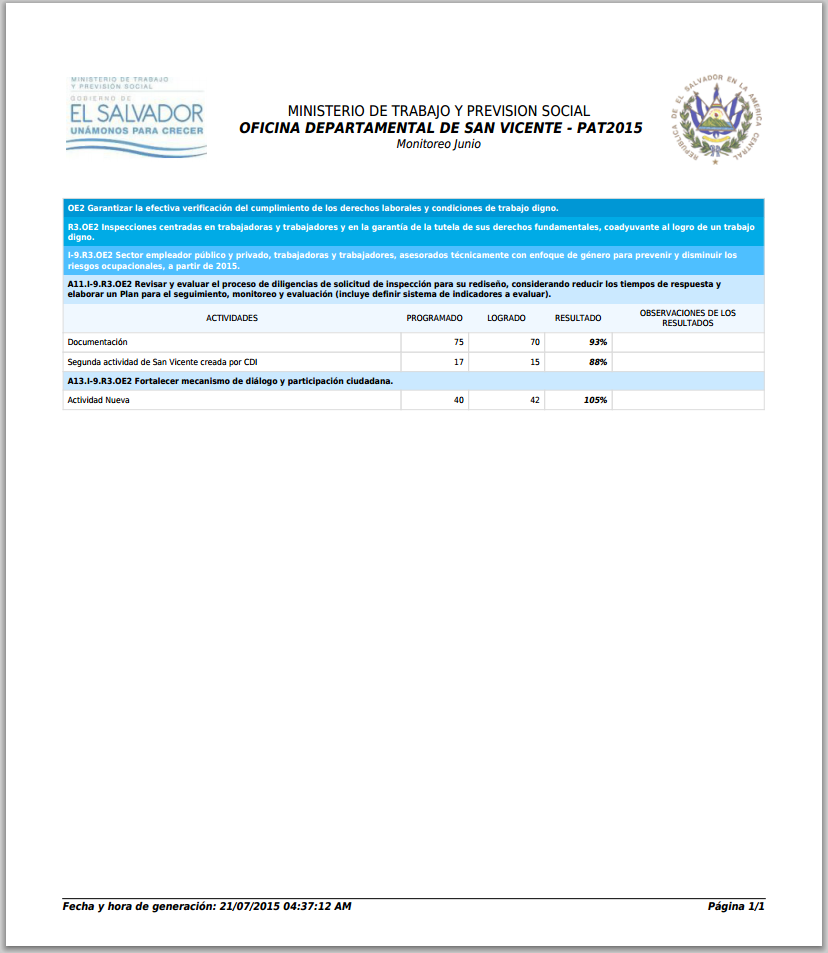 MINISTERIO DE TRABAJO
Y PREVISIÓN SOCIAL
GOBIERNO DE
EL SALVADOR
UNÁMONOS PARA CRECER
MINISTERIO DE TRABAJO Y PREVISION SOCIAL
OFICINA DEPARTAMENTAL DE SAN VICENTE - PAT2015
Monitoreo Junio
REPUBLICA DE EL SALVADOR EN LA AMERICA CENTRAL
OE2 Garantizar la efectiva verificación del cumplimiento de los derechos laborales y condiciones de trabajo digno.
R3.OE2 Inspecciones centradas en trabajadoras y trabajadores y en la garantía de la tutela de sus derechos fundamentales, coadyuvante al logro de un trabajo
digno.
I-9.R3.OE2 Sector empleador público y privado, trabajadoras y trabajadores, asesorados técnicamente con enfoque de género para prevenir y disminuir los
riesgos ocupacionales, a partir de 2015.
A11.I-9.R3.OE2 Revisar y evaluar el proceso de diligencias de solicitud de inspección para su rediseño, considerando reducir los tiempos de respuesta y
elaborar un Plan para el seguimiento, monitoreo y evaluación (incluye definir sistema de indicadores a evaluar).
ACTIVIDADES PROGRAMADO LOGRADO RESULTADO OBSERVACIONES DE LOS
RESULTADOS
Documentación 75 70 93%
Segunda actividad de San Vicente creada por CDI 17 15 88%
A13.I-9.R3.OE2 Fortalecer mecanismo de diálogo y participación ciudadana.
Actividad Nueva 40 42 105%
Fecha y hora de generación: 21/07/2015 04:37:12 AM Página 1/1